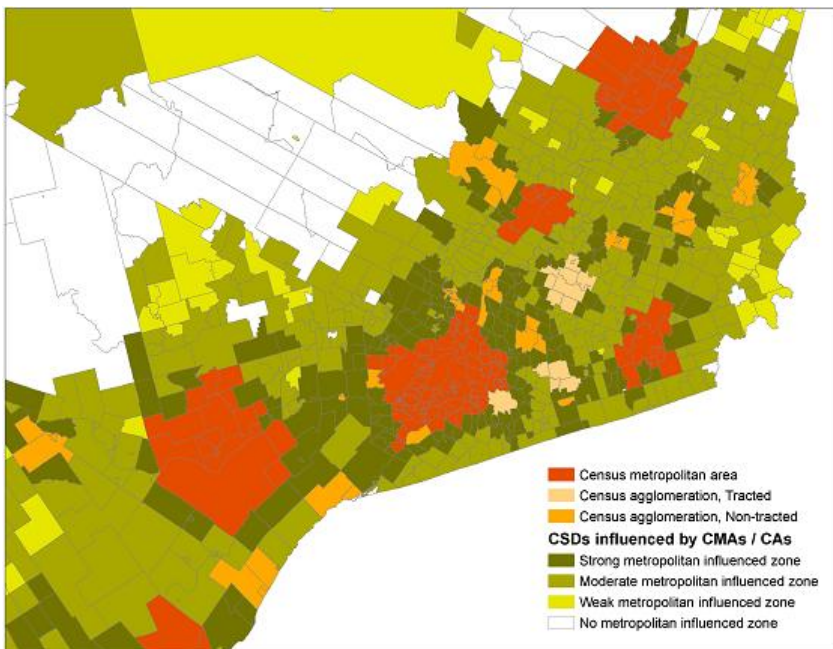 Census metropolitan area
Census agglomeration, Tracted
Census agglomeration, Non-tracted
CSDs influenced by CMAs / CAs
Strong metropolitan influenced zone
Moderate metropolitan influenced zone
Weak metropolitan influenced zone
No metropolitan influenced zone